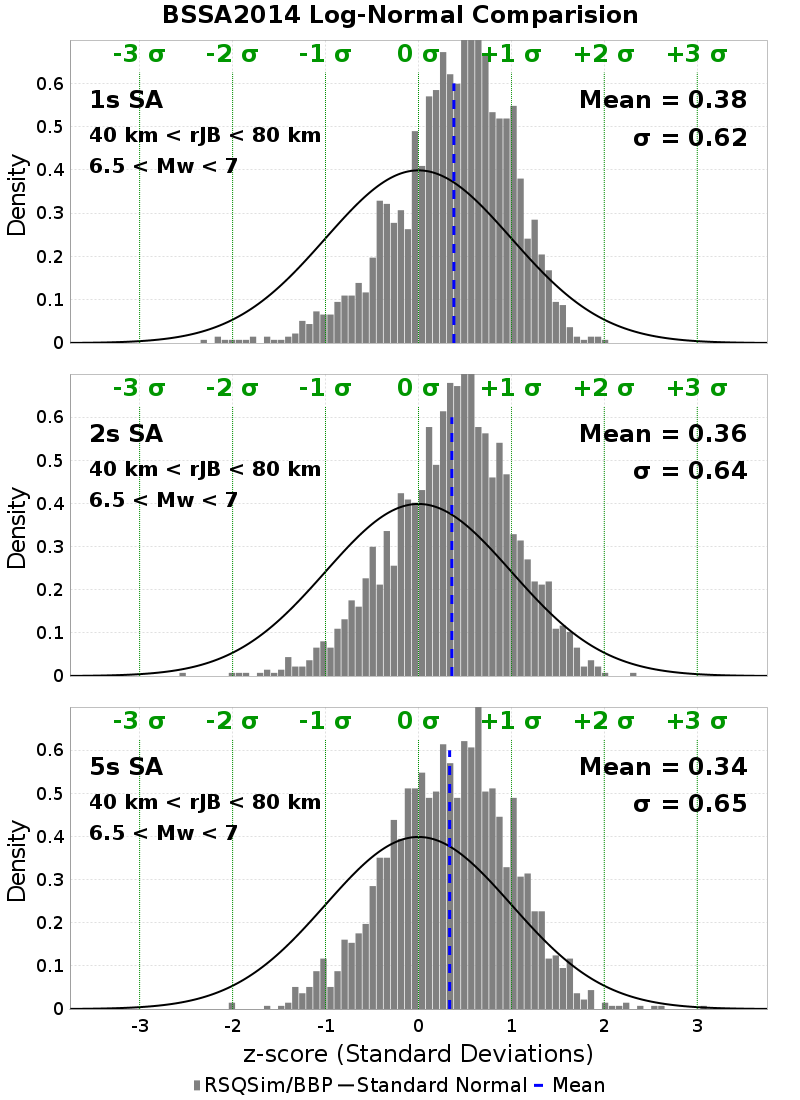 BSSA2014 Log-Normal Comparision
-3 σ -2 σ -1 σ 0 σ +1 σ +2 σ +3 σ
1s SA
40 km < rJB < 80 km
6.5 < Mw < 7
Mean = 0.38
σ = 0.62
Density
0.6
0.5
0.4
0.3
0.2
0.1
0
-3 σ -2 σ -1 σ 0 σ +1 σ +2 σ +3 σ
2s SA
40 km < rJB < 80 km
6.5 < Mw < 7
Mean = 0.36
σ = 0.64
Density
0.6
0.5
0.4
0.3
0.2
0.1
0
-3 σ -2 σ -1 σ 0 σ +1 σ +2 σ +3 σ
5s SA
40 km < rJB < 80 km
6.5 < Mw < 7
Mean = 0.34
σ = 0.65
Density
0.6
0.5
0.4
0.3
0.2
0.1
0
-3 -2 -1 0 1 2 3
z-score (Standard Deviations)
RSQSim/BBP Standard Normal Mean